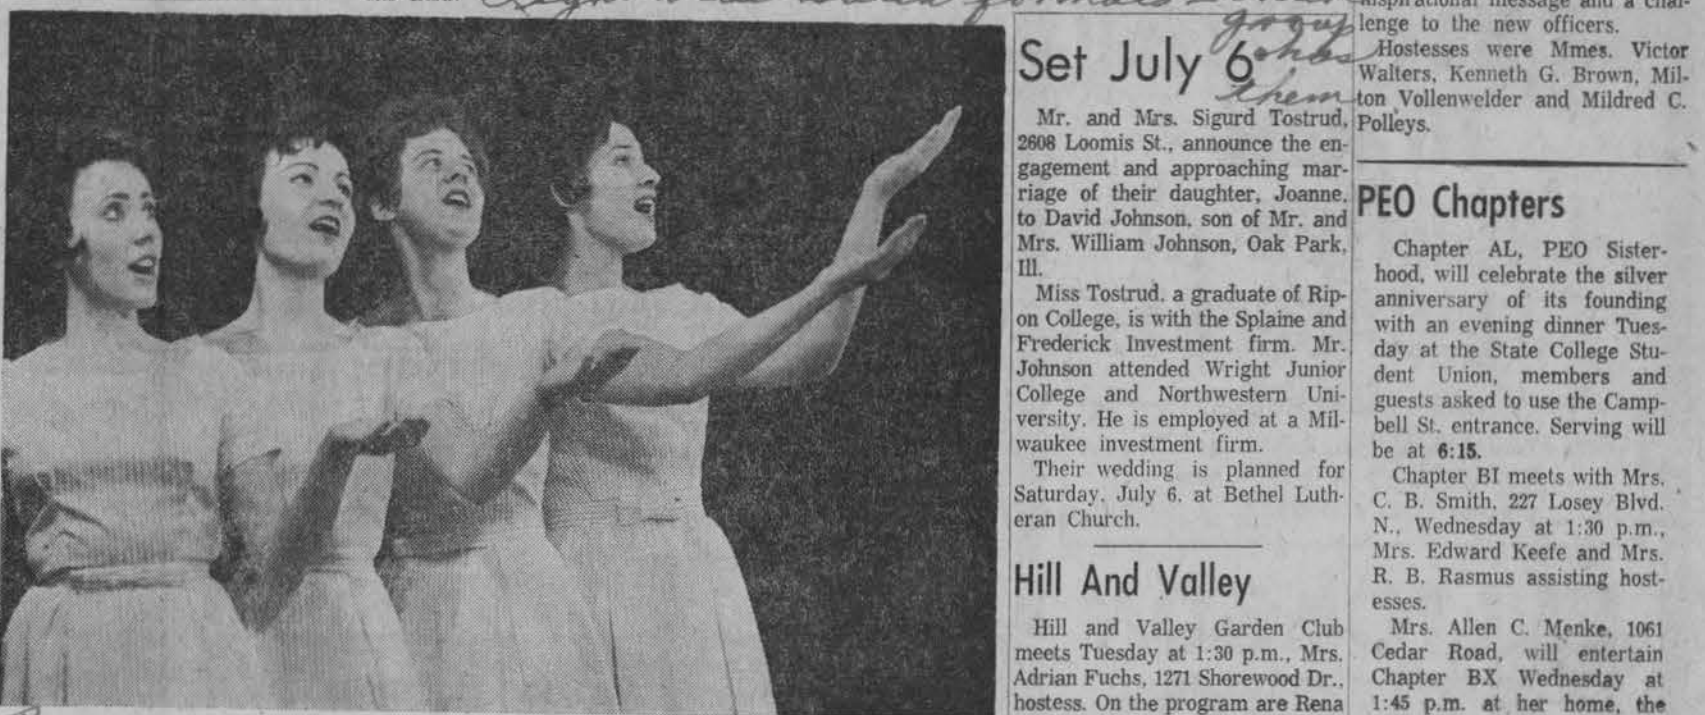 formals
group
has
them
Set July 6
Mr. and Mrs. Sigurd Tostrud,
2608 Loomis St., announce the en-
gagement and approaching mar-
riage of their daughter, Joanne,
to David Johnson, son of Mr. and
Mrs. William Johnson, Oak Park,
Ill.
Miss Tostrud, a graduate of Rip-
on College, is with the Splaine and
Frederick Investment firm. Mr.
Johnson attended Wright Junior
College and Northwestern Uni-
versity. He is employed at a Mil-
waukee investment firm.
Their wedding is planned for
Saturday, July 6, at Bethel Luth-
eran Church.
Hill And Valley
Hill and Valley Garden Club
meets Tuesday at 1:30 p.m., Mrs.
Adrian Fuchs, 1271 Shorewood Dr.,
hostess. On the program are Rena
inspirational message and a chal-
lenge to the new officers.
Hostesses were Mmes. Victor
Walters, Kenneth G. Brown, Mil-
ton Vollenwelder and Mildred C.
Polleys.
PEO Chapters
Chapter AL, PEO Sister-
hood, will celebrate the silver
anniversary of its founding
with an evening dinner Tues-
day at the State College Stu-
dent Union, members and
guests asked to use the Camp-
bell St. entrance. Serving will
be at 6:15.
Chapter BI meets with Mrs.
C. B. Smith, 227 Losey Blvd.
N., Wednesday at 1:30 p.m.,
Mrs. Edward Keefe and Mrs.
R. B. Rasmus assisting host-
esses.
Mrs. Allen C. Menke, 1061
Cedar Road, will entertain
Chapter BX Wednesday at
1:45 p.m. at her home, the